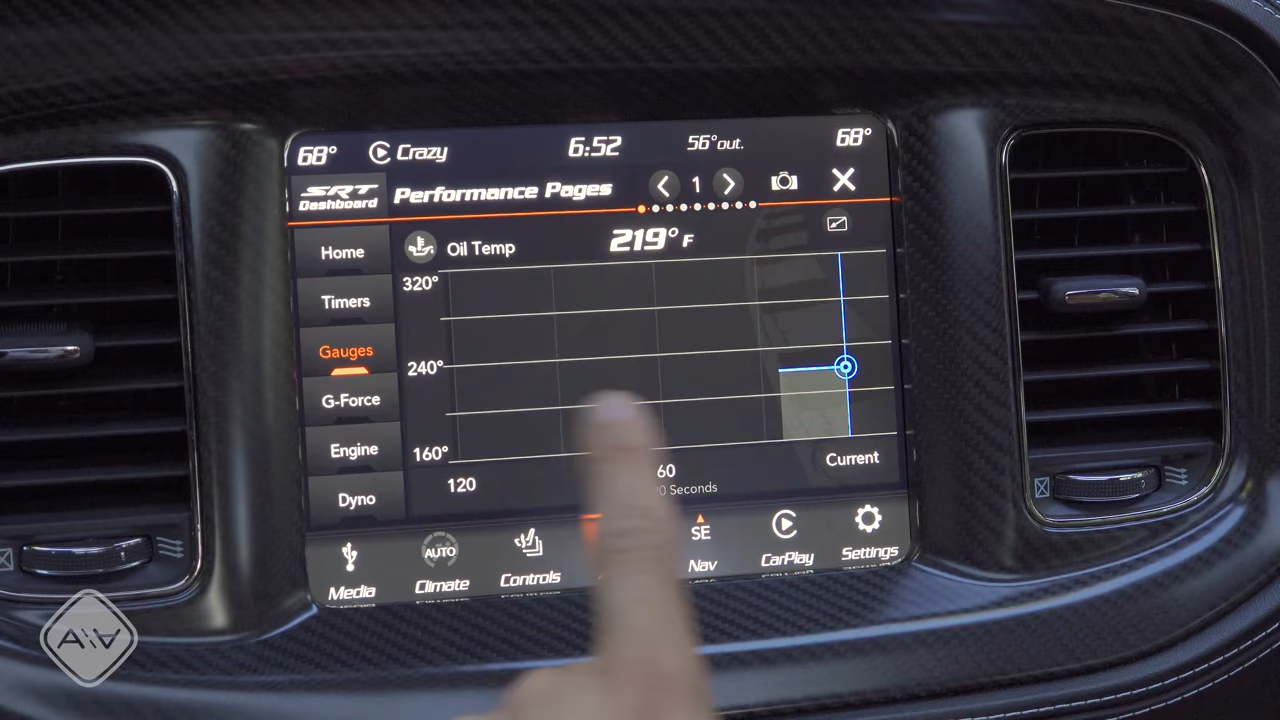 68° Crazy 6:52 56°out. 68°
SRT
Dashboard
Performance Pages 1
Home
Oil Temp 219° F
Timers
Gauges
G-Force
Engine
Dyno
320°
240°
160°
120 60 Current
Seconds
Media
AUTO
Climate
Controls
SE
Nav
CarPlay
Settings